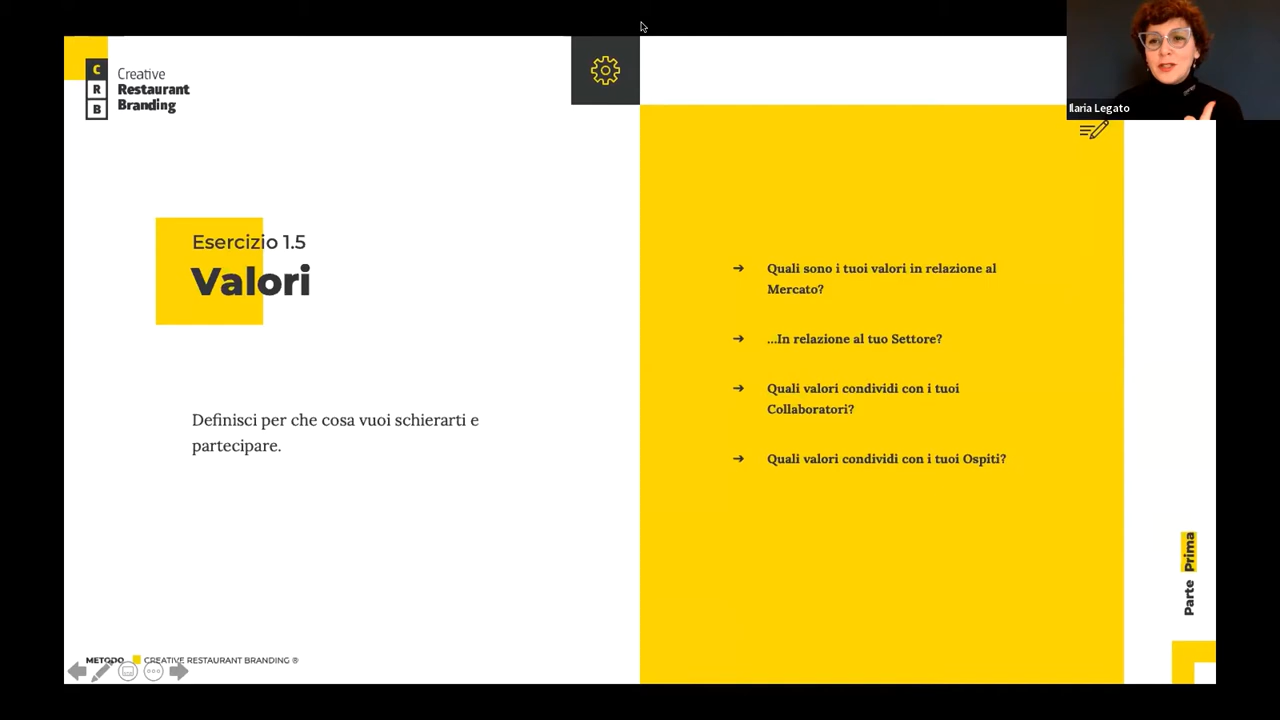 C
R
B
Creative
Restaurant
Branding
Ilaria Legato
Esercizio 1.5
Valori
Definisci per che cosa vuoi schierarti e
partecipare.
➔ Quali sono i tuoi valori in relazione al
Mercato?
➔ ...In relazione al tuo Settore?
➔ Quali valori condividi con i tuoi
Collaboratori?
➔ Quali valori condividi con i tuoi Ospiti?
Parte Prima
METODO CREATIVE RESTAURANT BRANDING ®